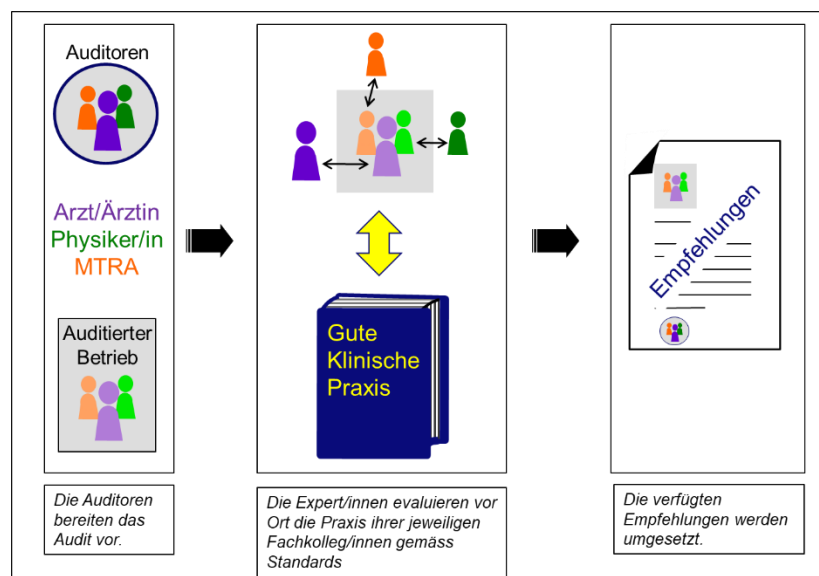 Auditoren
Arzt/Ärztin
Physiker/in
MTRA
Auditierter
Betrieb
Die Auditoren
bereiten das
Audit vor.
Gute
Klinische
Praxis
Die Expert/innen evaluieren vor
Ort die Praxis ihrer jeweiligen
Fachkolleg/innen gemäss
Standards
Empfehlungen
Die verfügten
Empfehlungen werden
umgesetzt.